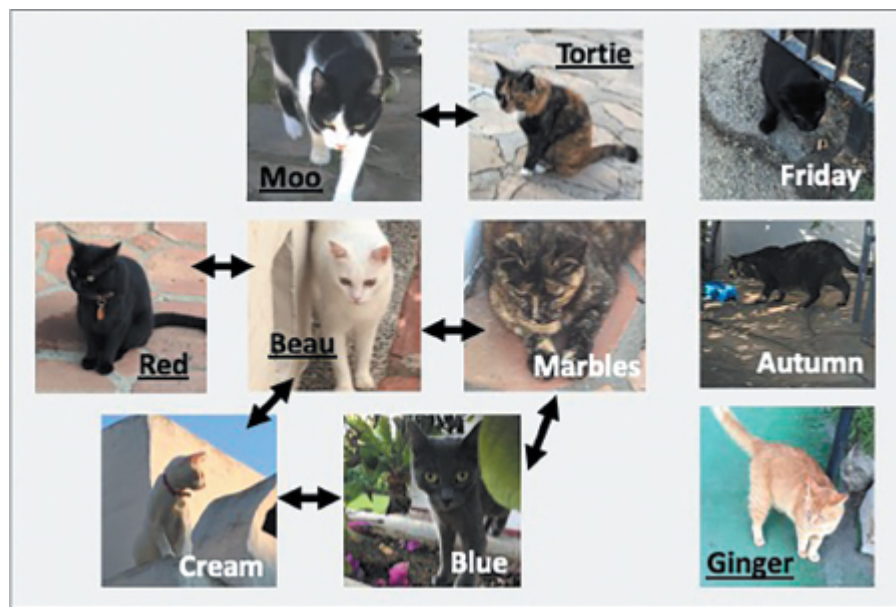 Moo
Tortie
Friday
Red
Beau
Marbles
Autumn
Cream
Blue
Ginger